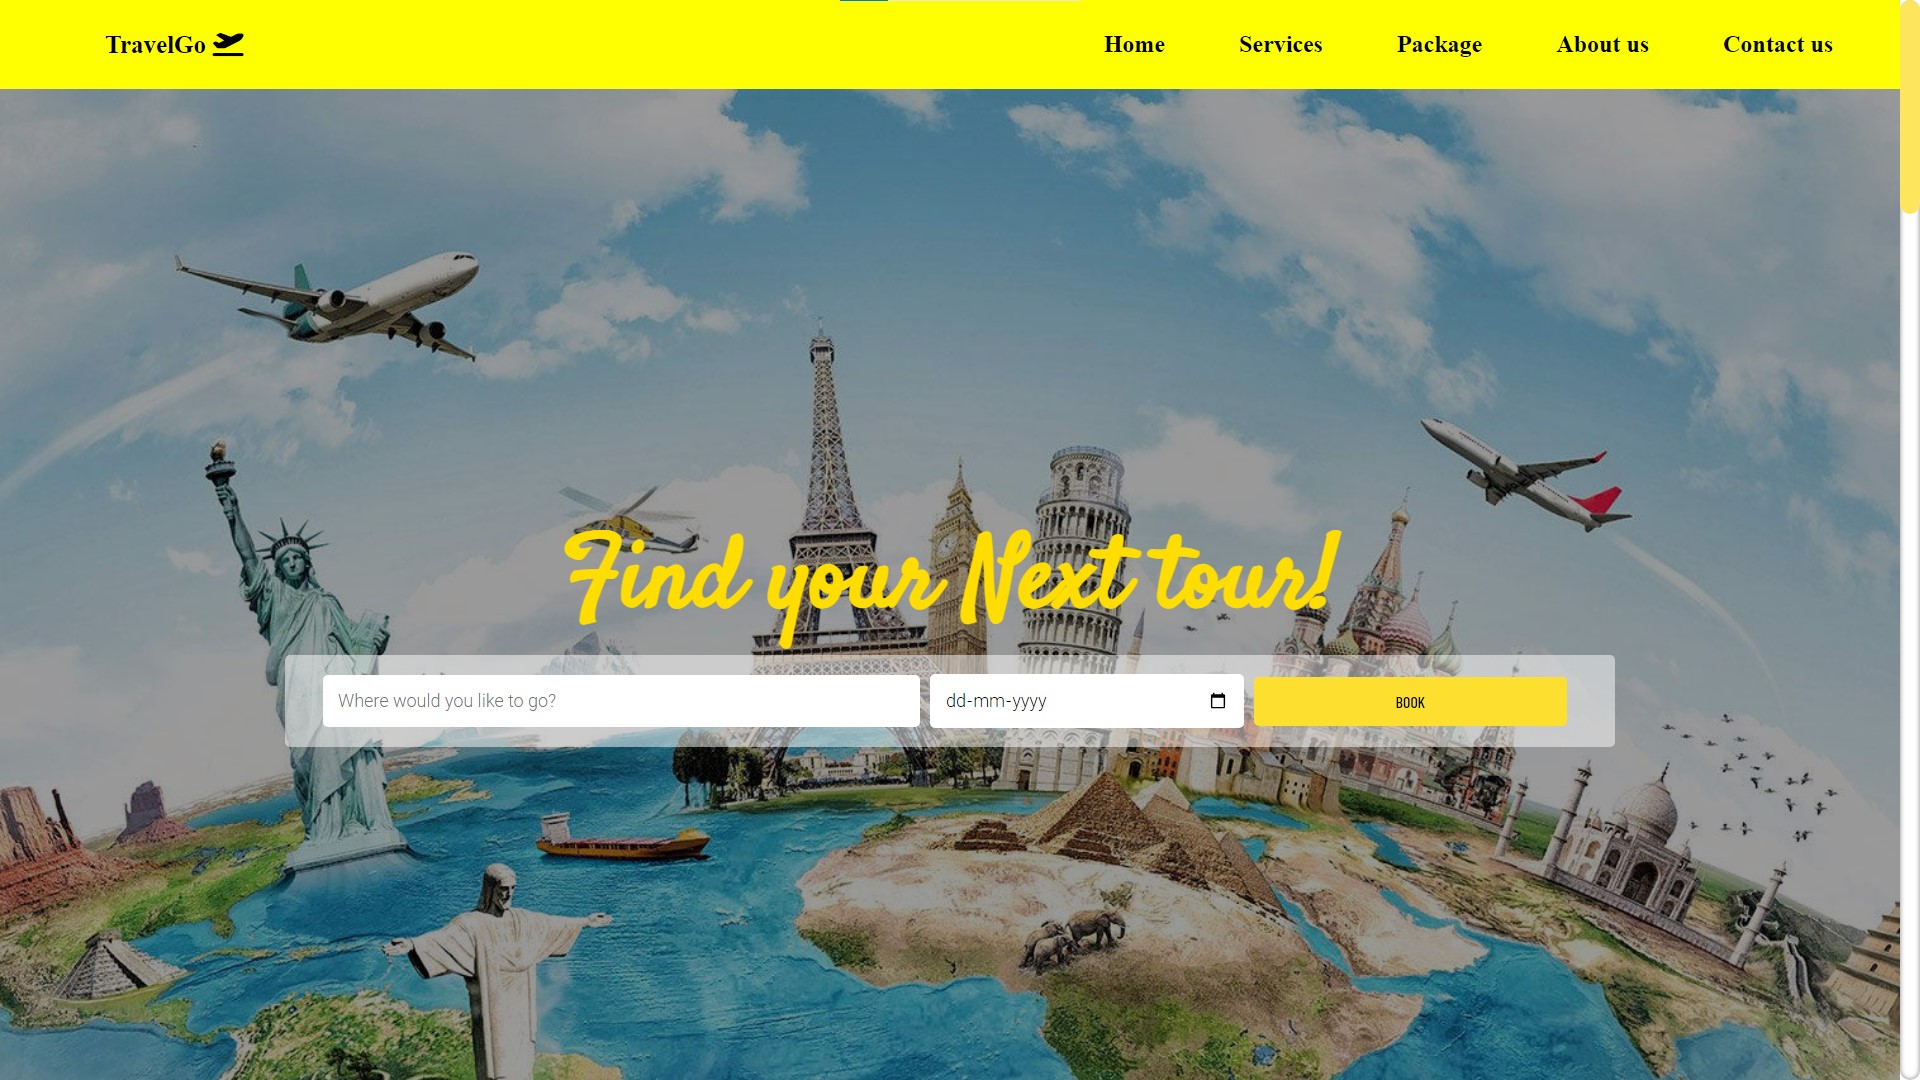 TravelGo
Home Services Package About us Contact us
Find your Next tour!
Where would you like to go? dd-mm-yyyy BOOK